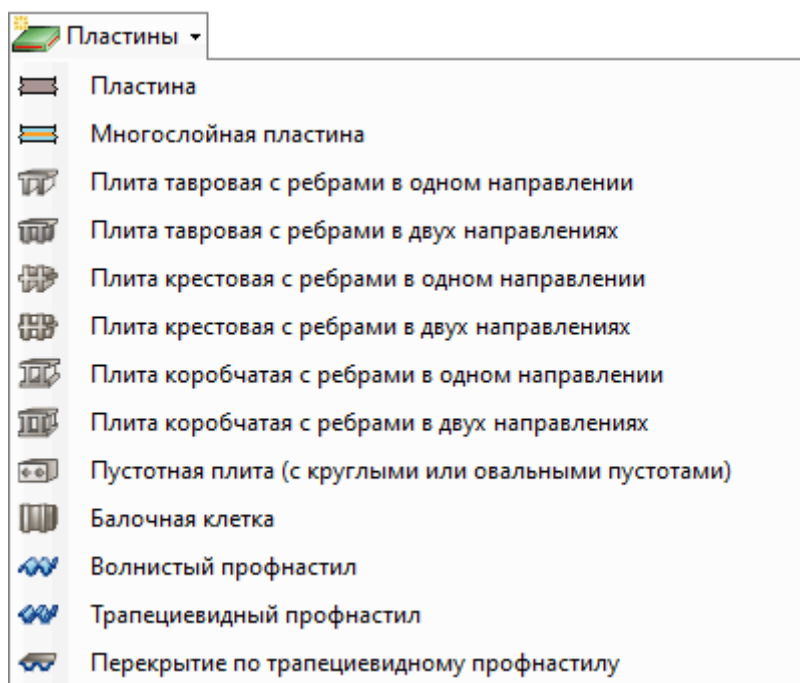 Пластины
Пластина
Многослойная пластина
Плита тавровая с ребрами в одном направлении
Плита тавровая с ребрами в двух направлениях
Плита крестовая с ребрами в одном направлении
Плита крестовая с ребрами в двух направлениях
Плита коробчатая с ребрами в одном направлении
Плита коробчатая с ребрами в двух направлениях
Пустотная плита (с круглыми или овальными пустотами)
Балочная клетка
Волнистый профнастил
Трапециевидный профнастил
Перекрытие по трапециевидному профнастилу